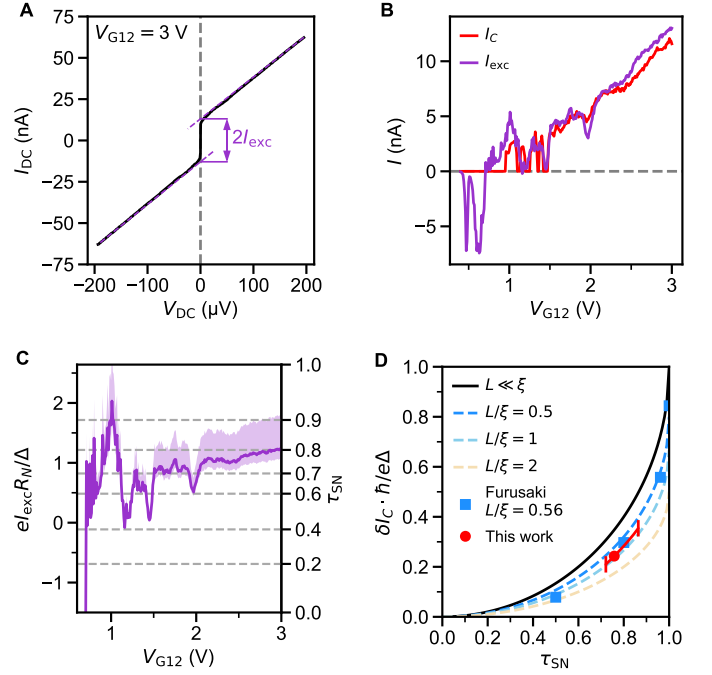 A
V_G12 = 3 V
I_DC (nA)
75
50
25
0
−25
−50
−75
2I_exc
−200 −100 0 100 200
V_DC (µV)
B
I_C
I_exc
I (nA)
10
5
0
−5
1 2 3
V_G12 (V)
C
eI_excR_N/Δ
2
1
0
−1
1.0
0.9
0.8
0.7
0.6
0.4
0.2
0.0
τ_SN
1 2 3
V_G12 (V)
D
δI_C · ħ/eΔ
1.0
0.8
0.6
0.4
0.2
0.0
L ≪ ξ
L/ξ = 0.5
L/ξ = 1
L/ξ = 2
Furusaki
L/ξ = 0.56
This work
0.0 0.2 0.4 0.6 0.8 1.0
τ_SN